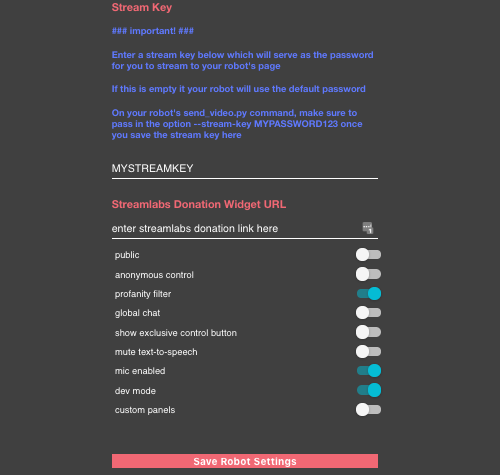 Stream Key
### important! ###
Enter a stream key below which will serve as the password
for you to stream to your robot's page
If this is empty it your robot will use the default password
On your robot's send_video.py command, make sure to
pass in the option --stream-key MYPASSWORD123 once
you save the stream key here
MYSTREAMKEY
Streamlabs Donation Widget URL
enter streamlabs donation link here
public
anonymous control
profanity filter
global chat
show exclusive control button
mute text-to-speech
mic enabled
dev mode
custom panels
Save Robot Settings